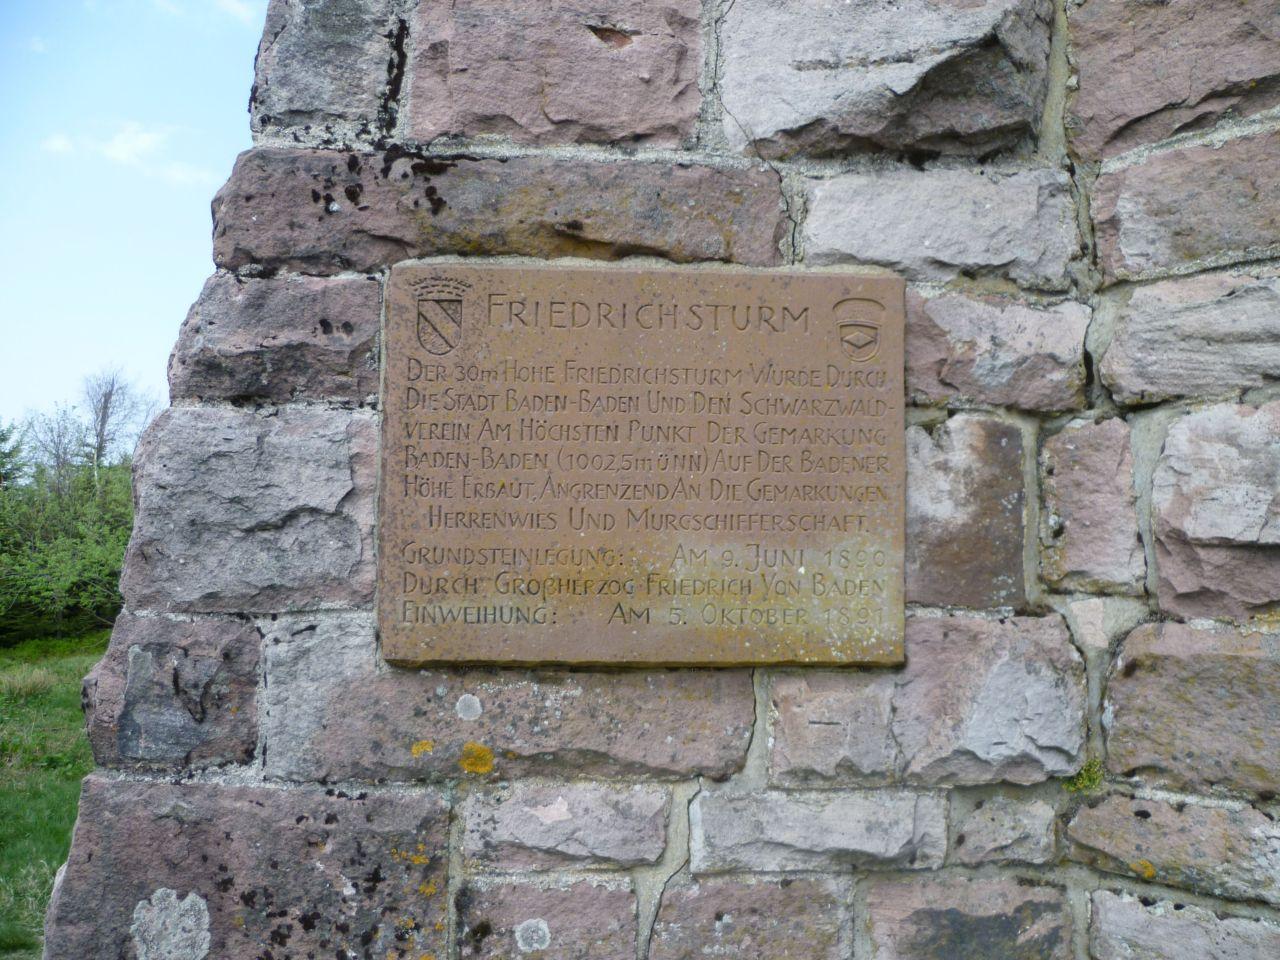 FRIEDRICHSTURM
DER 30m HOHE FRIEDRICHSTURM WURDE DURCH
DIE STADT BADEN-BADEN UND DEN SCHWARZWALD-
VEREIN AM HÖCHSTEN PUNKT DER GEMARKUNG
BADEN-BADEN (1002,5m ü NN) AUF DER BADENER
HÖHE ERBAUT, ANGRENZEND AN DIE GEMARKUNGEN
HERRENWIES UND MURGSCHIFFERSCHAFT.
GRUNDSTEINLEGUNG: AM 9. JUNI 1890
DURCH GROßHERZOG FRIEDRICH VON BADEN
EINWEIHUNG: AM 5. OKTOBER 1891